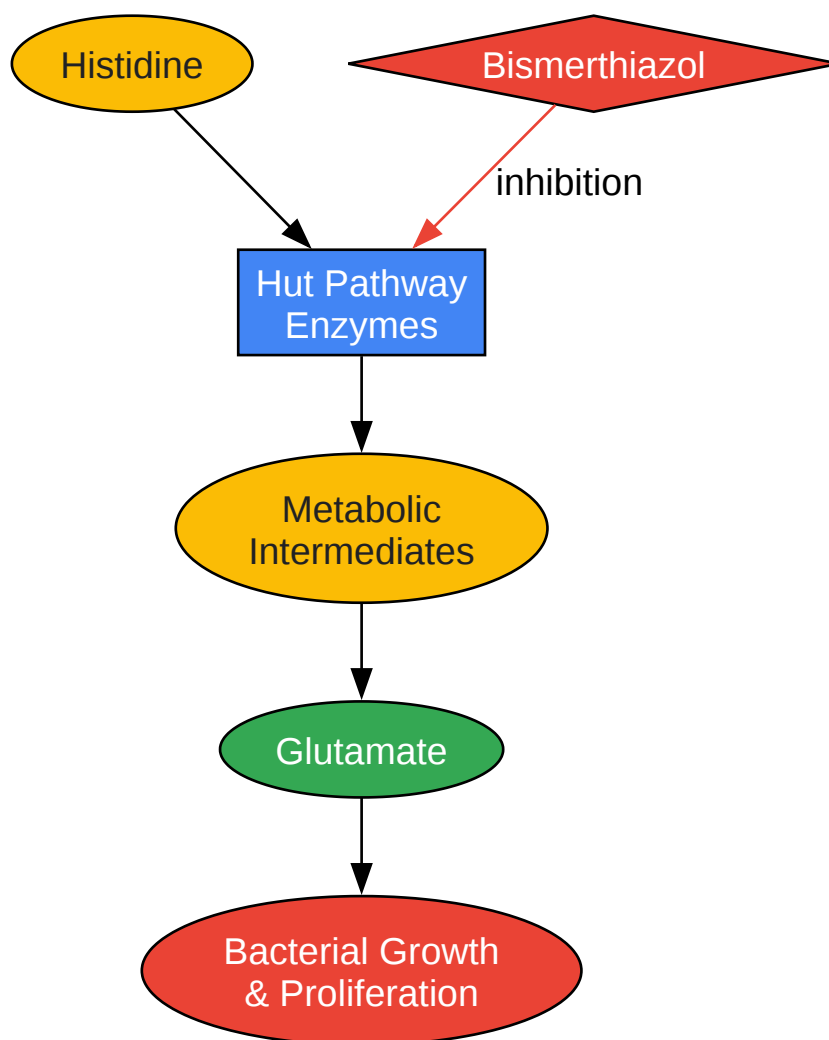 Histidine
Bismerthiazol
inhibition
Hut Pathway
Enzymes
Metabolic
Intermediates
Glutamate
Bacterial Growth
& Proliferation